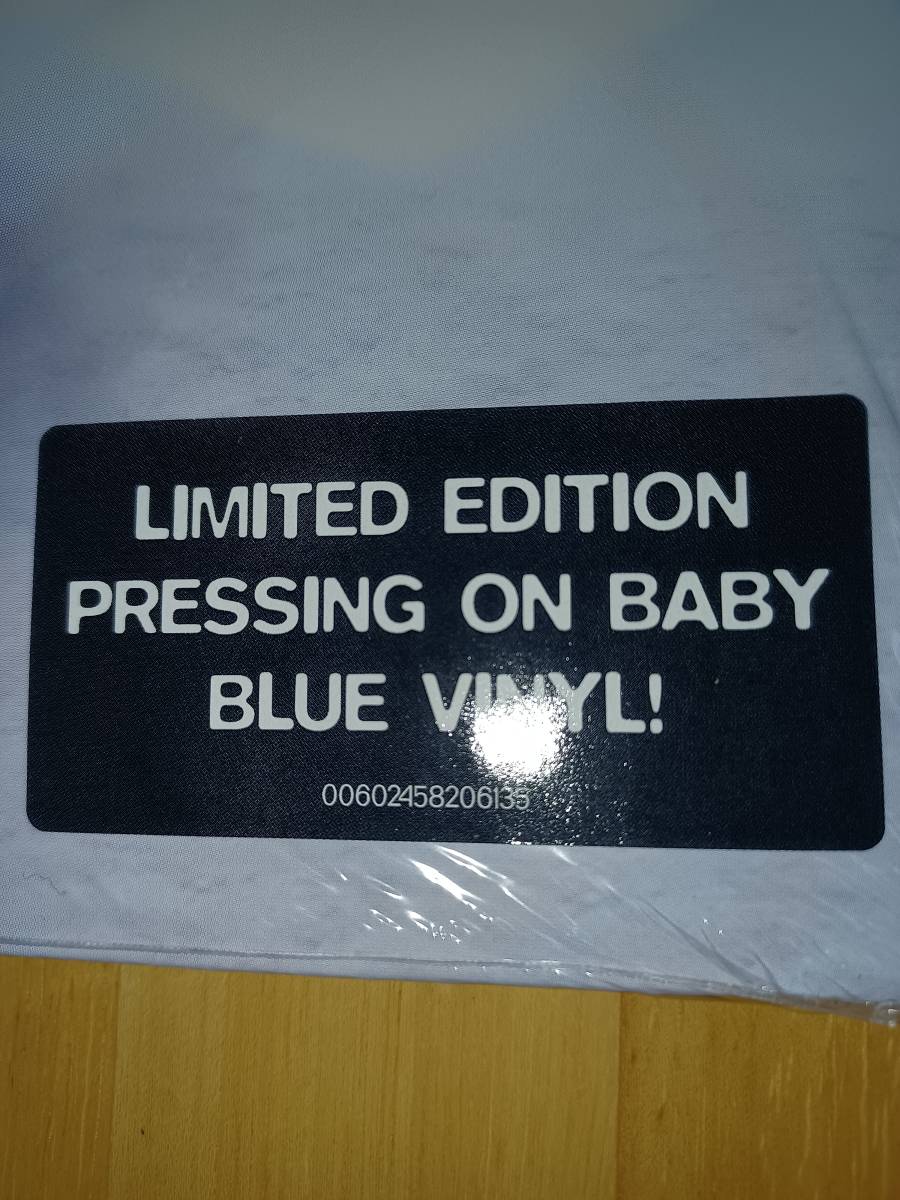 LIMITED EDITION
PRESSING ON BABY
BLUE VINYL!
00602458206135